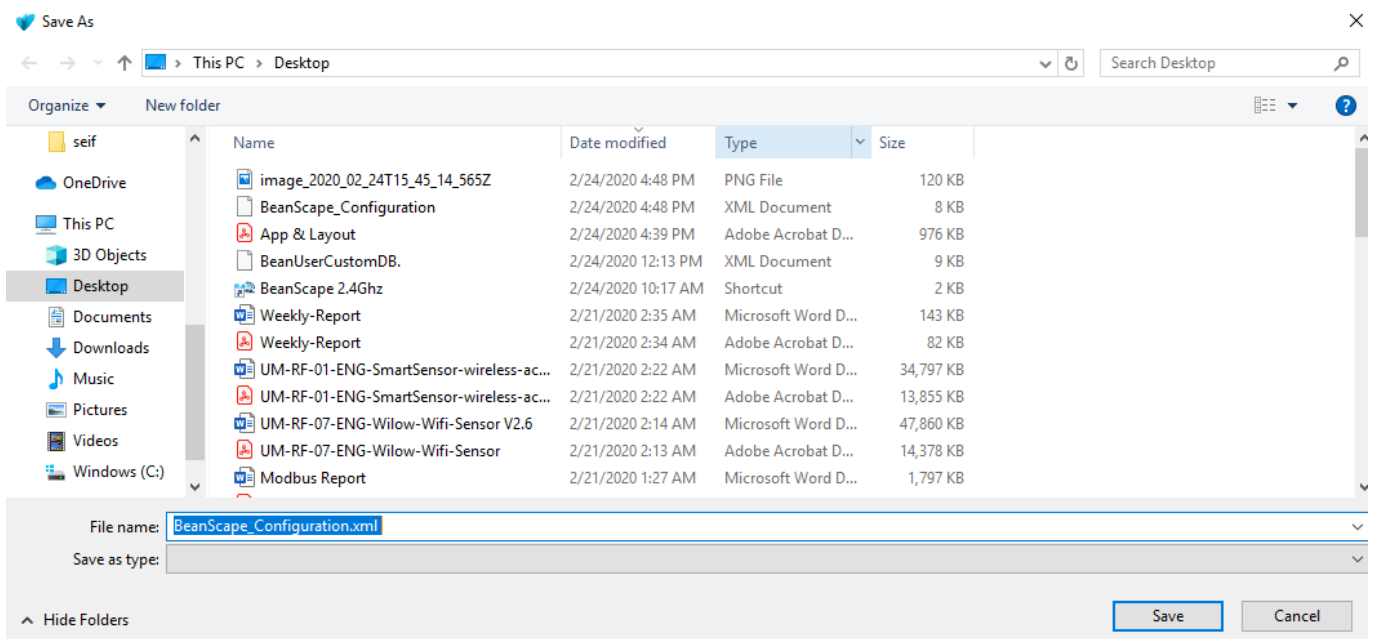 Save As
This PC > Desktop
Search Desktop
Organize New folder
seif
OneDrive
This PC
3D Objects
Desktop
Documents
Downloads
Music
Pictures
Videos
Windows (C:)
Name Date modified Type Size
image_2020_02_24T15_45_14_565Z 2/24/2020 4:48 PM PNG File 120 KB
BeanScape_Configuration 2/24/2020 4:48 PM XML Document 8 KB
App & Layout 2/24/2020 4:39 PM Adobe Acrobat D... 976 KB
BeanUserCustomDB. 2/24/2020 12:13 PM XML Document 9 KB
BeanScape 2.4Ghz 2/24/2020 10:17 AM Shortcut 2 KB
Weekly-Report 2/21/2020 2:35 AM Microsoft Word D... 143 KB
Weekly-Report 2/21/2020 2:34 AM Adobe Acrobat D... 82 KB
UM-RF-01-ENG-SmartSensor-wireless-ac... 2/21/2020 2:22 AM Microsoft Word D... 34,797 KB
UM-RF-01-ENG-SmartSensor-wireless-ac... 2/21/2020 2:22 AM Adobe Acrobat D... 13,855 KB
UM-RF-07-ENG-Wilow-Wifi-Sensor V2.6 2/21/2020 2:14 AM Microsoft Word D... 47,860 KB
UM-RF-07-ENG-Wilow-Wifi-Sensor 2/21/2020 2:13 AM Adobe Acrobat D... 14,378 KB
Modbus Report 2/21/2020 1:27 AM Microsoft Word D... 1,797 KB
File name: BeanScape_Configuration.xml
Save as type:
Hide Folders
Save Cancel